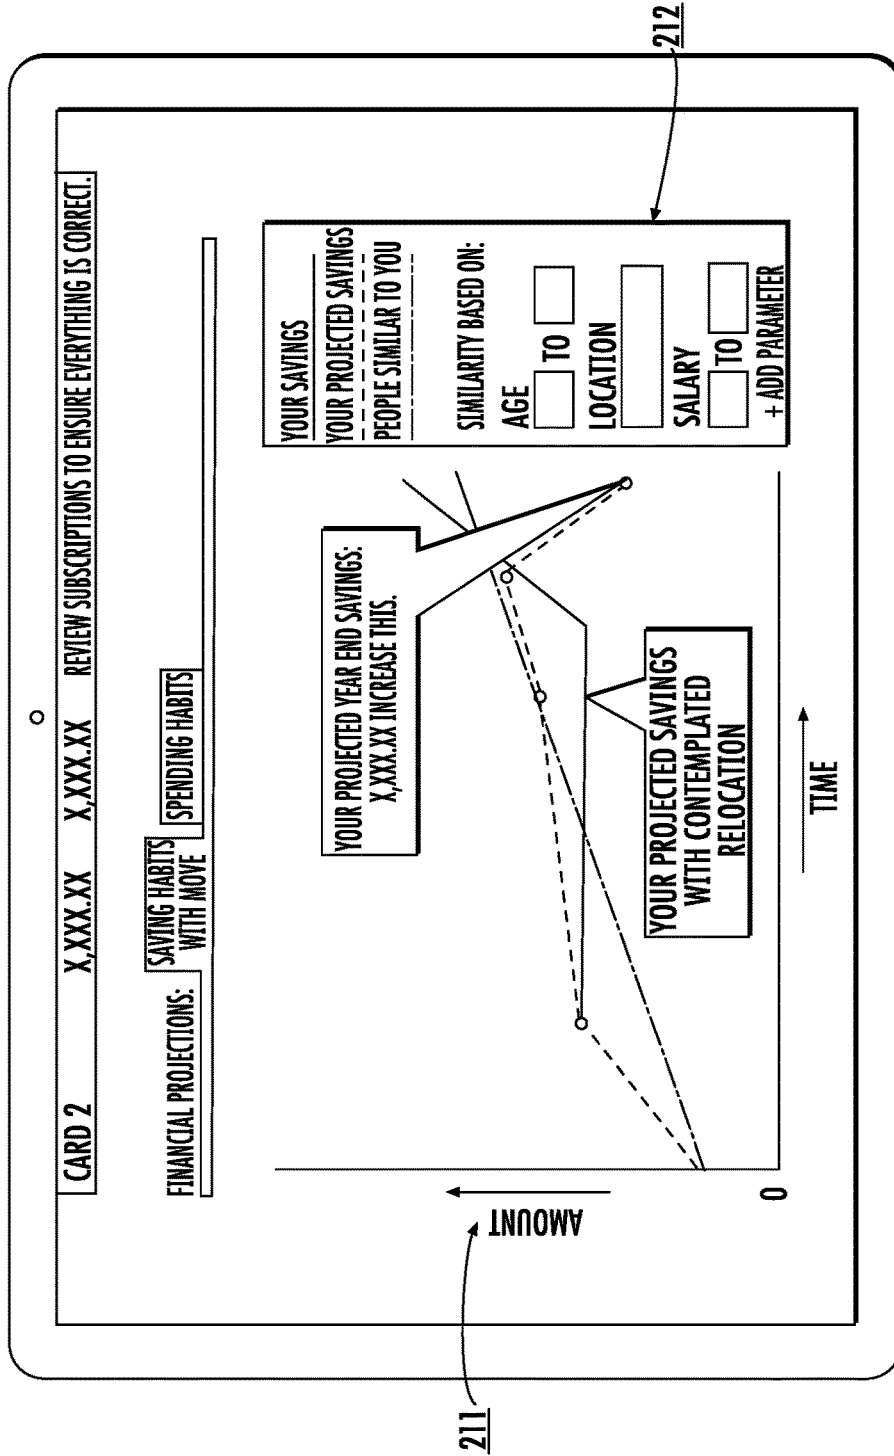 CARD 2 X,XXX.XX X,XXX.XX REVIEW SUBSCRIPTIONS TO ENSURE EVERYTHING IS CORRECT.
FINANCIAL PROJECTIONS:
SAVING HABITS
WITH MOVE
SPENDING HABITS
211
AMOUNT
0
TIME
YOUR PROJECTED YEAR END SAVINGS:
X,XXX.XX INCREASE THIS.
YOUR PROJECTED SAVINGS
WITH CONTEMPLATED
RELOCATION
YOUR SAVINGS
YOUR PROJECTED SAVINGS
PEOPLE SIMILAR TO YOU
SIMILARITY BASED ON:
AGE
TO
LOCATION
SALARY
TO
+ ADD PARAMETER
212